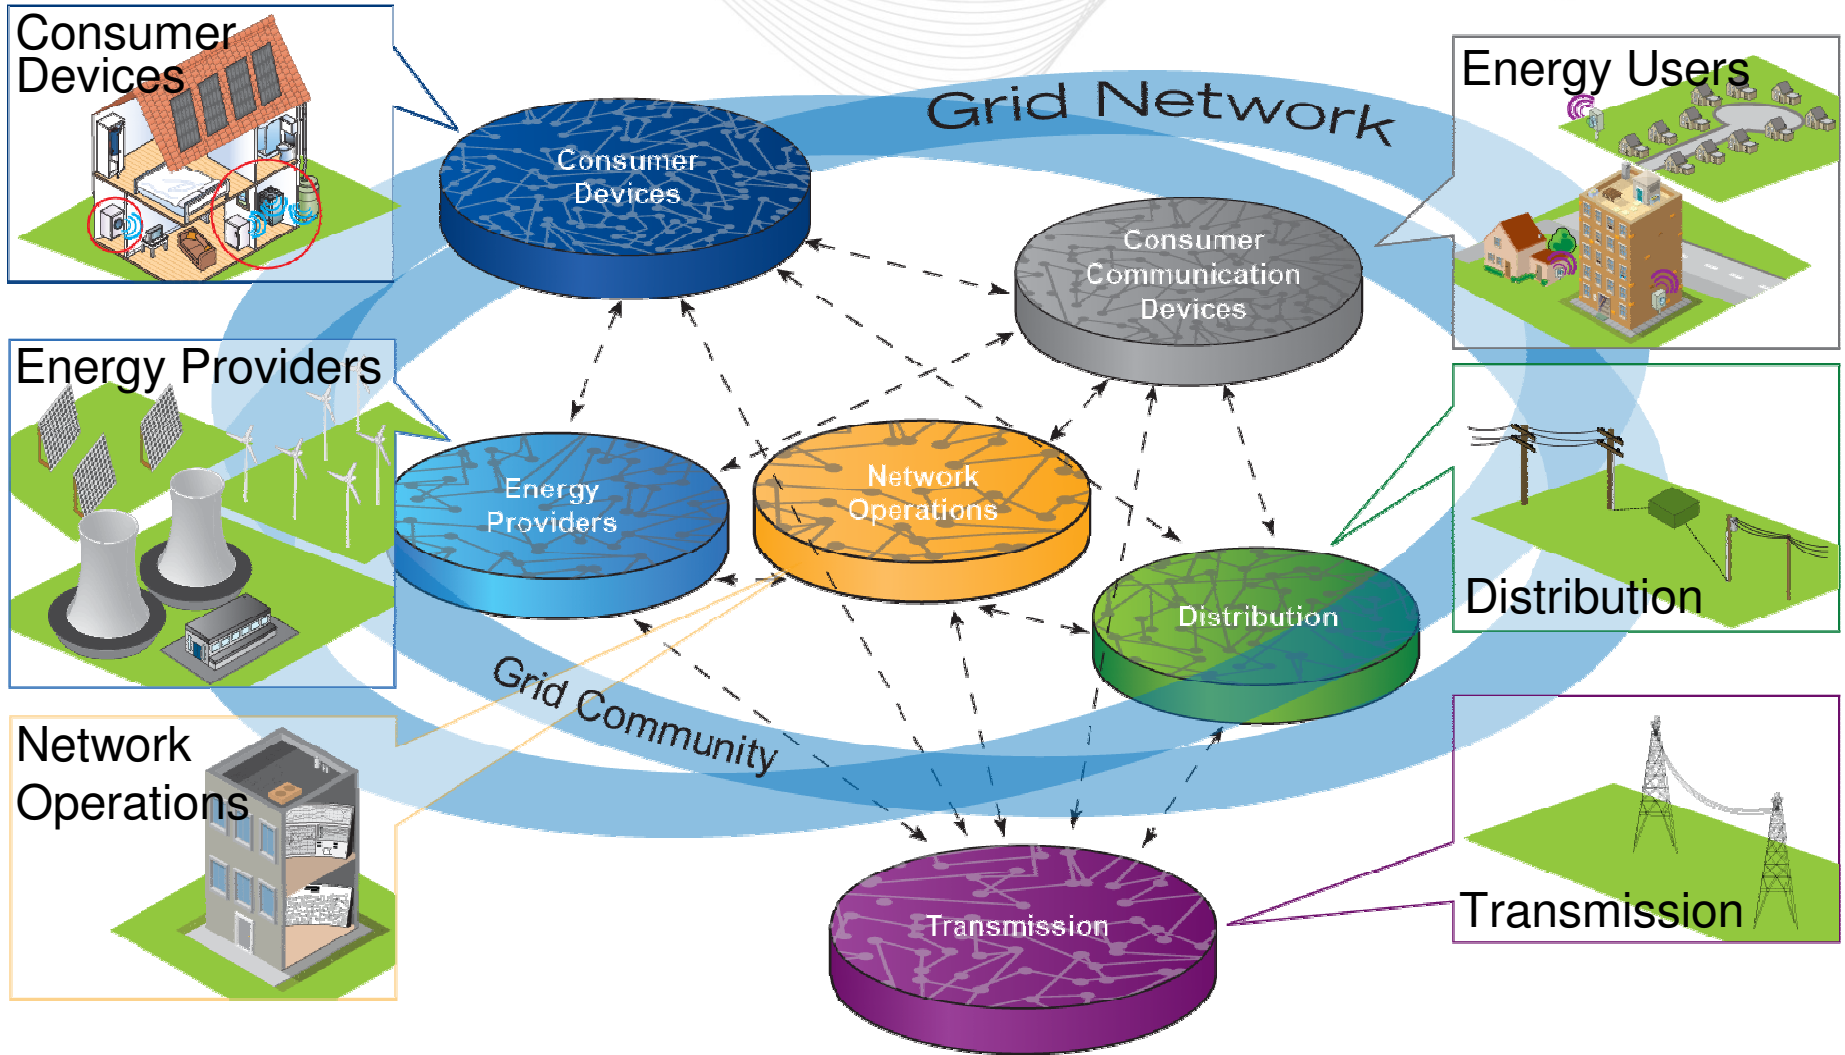 Consumer
Devices
Grid Network
Energy Users
Consumer
Devices
Consumer
Communication
Devices
Energy Providers
Energy
Providers
Network
Operations
Distribution
Distribution
Grid Community
Network
Operations
Transmission
Transmission